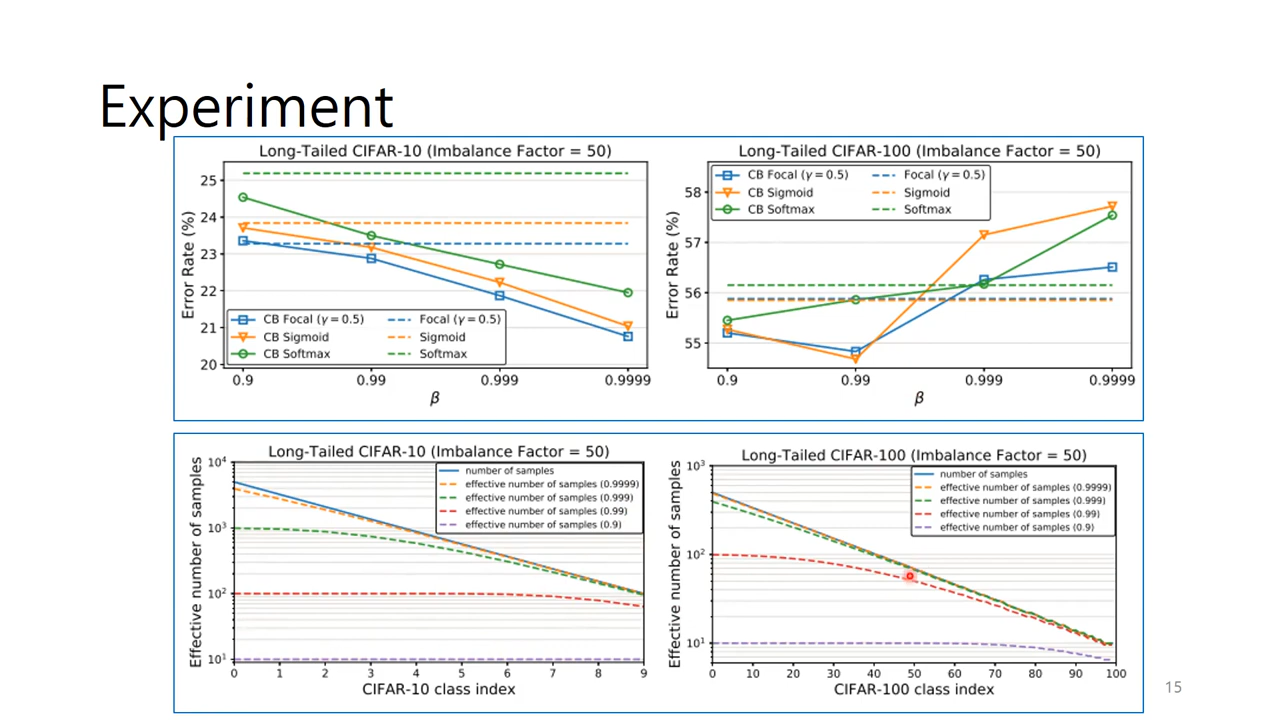 Experiment
Long-Tailed CIFAR-10 (Imbalance Factor = 50)
Error Rate (%)
25
24
23
22
21
20
CB Focal (γ = 0.5)
CB Sigmoid
CB Softmax
Focal (γ = 0.5)
Sigmoid
Softmax
0.9
0.99
0.999
0.9999
β
Long-Tailed CIFAR-100 (Imbalance Factor = 50)
Error Rate (%)
58
57
56
55
CB Focal (γ = 0.5)
CB Sigmoid
CB Softmax
Focal (γ = 0.5)
Sigmoid
Softmax
0.9
0.99
0.999
0.9999
β
Long-Tailed CIFAR-10 (Imbalance Factor = 50)
Effective number of samples
10⁴
10³
10²
10¹
number of samples
effective number of samples (0.9999)
effective number of samples (0.999)
effective number of samples (0.99)
effective number of samples (0.9)
0 1 2 3 4 5 6 7 8 9
CIFAR-10 class index
Long-Tailed CIFAR-100 (Imbalance Factor = 50)
Effective number of samples
10³
10²
10¹
number of samples
effective number of samples (0.9999)
effective number of samples (0.999)
effective number of samples (0.99)
effective number of samples (0.9)
0 10 20 30 40 50 60 70 80 90 100
CIFAR-100 class index
15